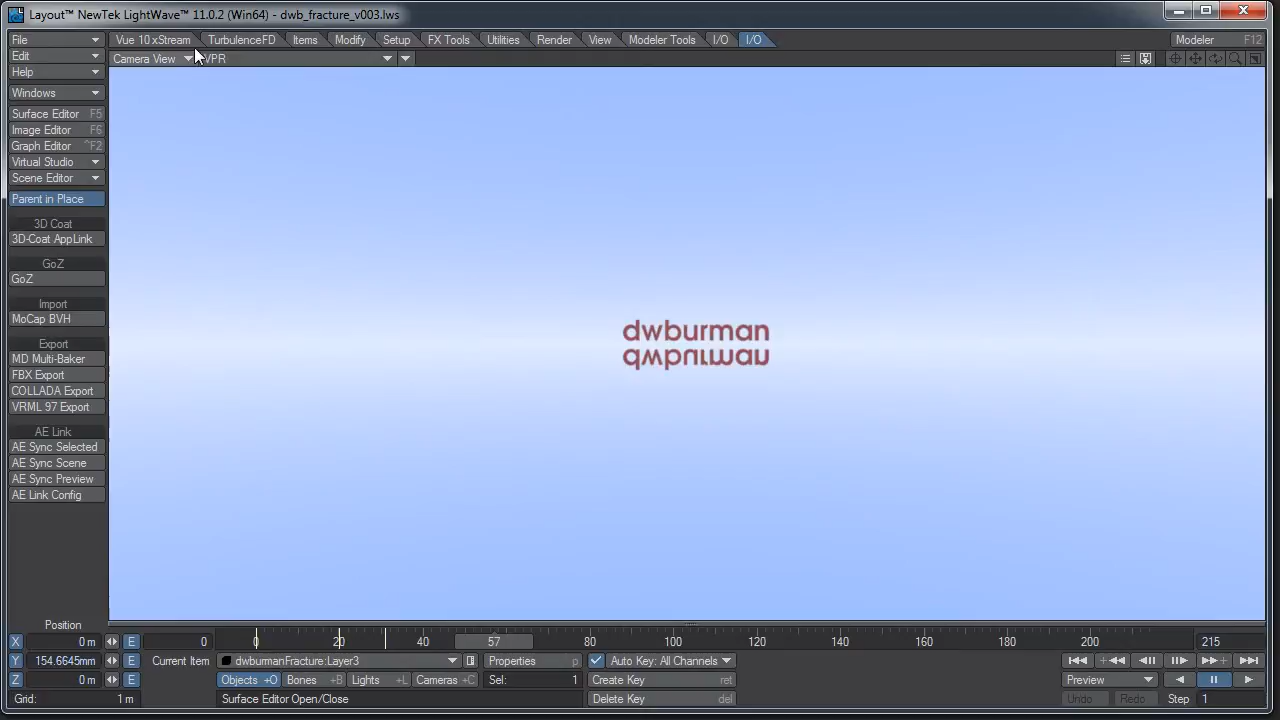 Layout™ NewTek LightWave™ 11.0.2 (Win64) - dwb_fracture_v003.lws
File Vue 10 xStream TurbulenceFD Items Modify Setup FX Tools Utilities Render View Modeler Tools I/O I/O Modeler F12
Edit Camera View VPR
Help
Windows
Surface Editor F5
Image Editor F6
Graph Editor ^F2
Virtual Studio
Scene Editor
Parent in Place
3D Coat
3D-Coat AppLink
GoZ
GoZ
Import
MoCap BVH
Export
MD Multi-Baker
FBX Export
COLLADA Export
VRML 97 Export
AE Link
AE Sync Selected
AE Sync Scene
AE Sync Preview
AE Link Config
dwburman
Position
X 0 m E 0 0 20 40 57 80 100 120 140 160 180 200 215
Y 154.6645mm E Current Item dwburmanFracture:Layer3 Properties p Auto Key: All Channels
Z 0 m E Objects +O Bones +B Lights +L Cameras +C Sel: 1 Create Key ret Preview
Grid: 1 m Surface Editor Open/Close Delete Key del Undo Redo Step 1